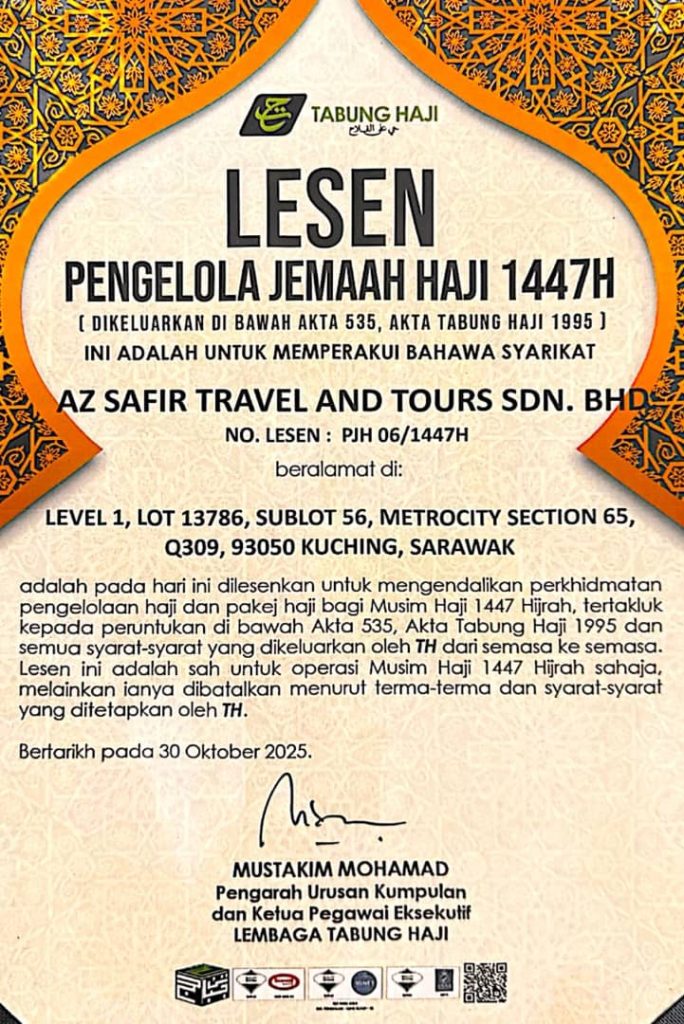 TABUNG HAJI
حي على الفلاح
LESEN
PENGELOLA JEMAAH HAJI 1447H
( DIKELUARKAN DI BAWAH AKTA 535, AKTA TABUNG HAJI 1995 )
INI ADALAH UNTUK MEMPERAKUI BAHAWA SYARIKAT
AZ SAFIR TRAVEL AND TOURS SDN. BHD
NO. LESEN : PJH 06/1447H
beralamat di:
LEVEL 1, LOT 13786, SUBLOT 56, METROCITY SECTION 65,
Q309, 93050 KUCHING, SARAWAK
adalah pada hari ini dilesenkan untuk mengendalikan perkhidmatan
pengelolaan haji dan pakej haji bagi Musim Haji 1447 Hijrah, tertakluk
kepada peruntukan di bawah Akta 535, Akta Tabung Haji 1995 dan
semua syarat-syarat yang dikeluarkan oleh TH dari semasa ke semasa.
Lesen ini adalah sah untuk operasi Musim Haji 1447 Hijrah sahaja,
melainkan ianya dibatalkan menurut terma-terma dan syarat-syarat
yang ditetapkan oleh TH.
Bertarikh pada 30 Oktober 2025.
MUSTAKIM MOHAMAD
Pengarah Urusan Kumpulan
dan Ketua Pegawai Eksekutif
LEMBAGA TABUNG HAJI